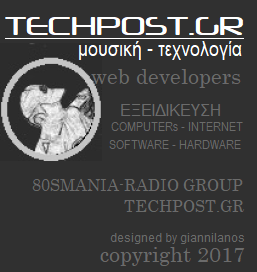 TECHPOST.GR
μουσική - τεχνολογία
web developers
ΕΞΕΙΔΙΚΕΥΣΗ
COMPUTERs - INTERNET
SOFTWARE - HARDWARE
80SMANIA-RADIO GROUP
TECHPOST.GR
designed by giannilanos
copyright 2017